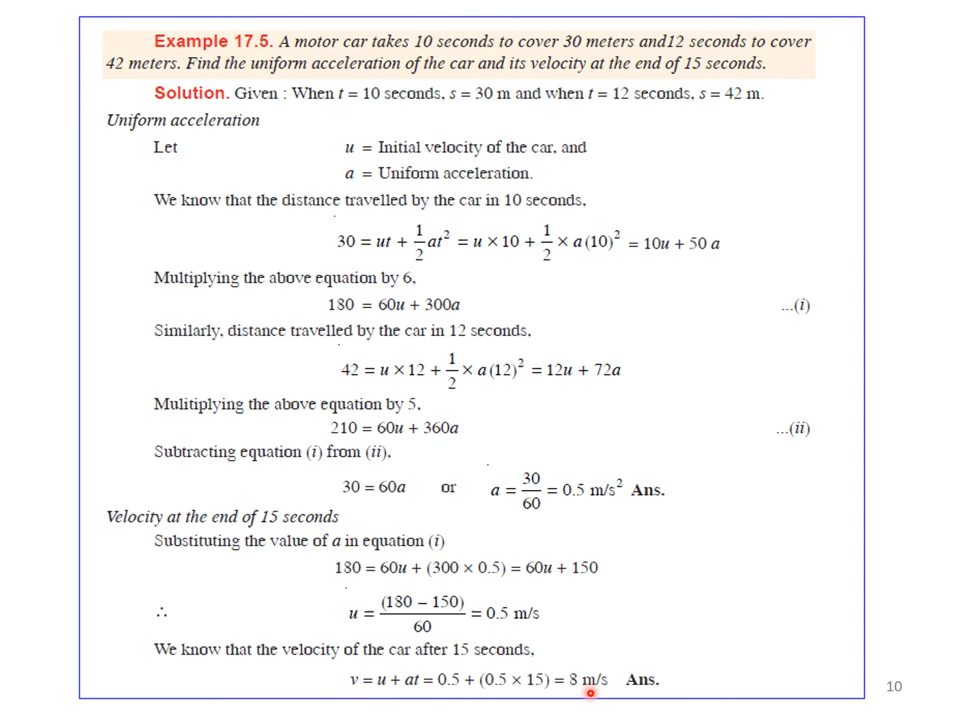 Example 17.5. A motor car takes 10 seconds to cover 30 meters and12 seconds to cover
42 meters. Find the uniform acceleration of the car and its velocity at the end of 15 seconds.
Solution. Given : When t = 10 seconds, s = 30 m and when t = 12 seconds, s = 42 m.
Uniform acceleration
Let u = Initial velocity of the car, and
a = Uniform acceleration.
We know that the distance travelled by the car in 10 seconds,
30 = ut + 1/2 at² = u × 10 + 1/2 × a (10)² = 10u + 50 a
Multiplying the above equation by 6,
180 = 60u + 300a ...(i)
Similarly, distance travelled by the car in 12 seconds,
42 = u × 12 + 1/2 × a (12)² = 12u + 72a
Mulitiplying the above equation by 5,
210 = 60u + 360a ...(ii)
Subtracting equation (i) from (ii),
30 = 60a or a = 30/60 = 0.5 m/s² Ans.
Velocity at the end of 15 seconds
Substituting the value of a in equation (i)
180 = 60u + (300 × 0.5) = 60u + 150
∴ u = (180 – 150)/60 = 0.5 m/s
We know that the velocity of the car after 15 seconds,
v = u + at = 0.5 + (0.5 × 15) = 8 m/s Ans.
10